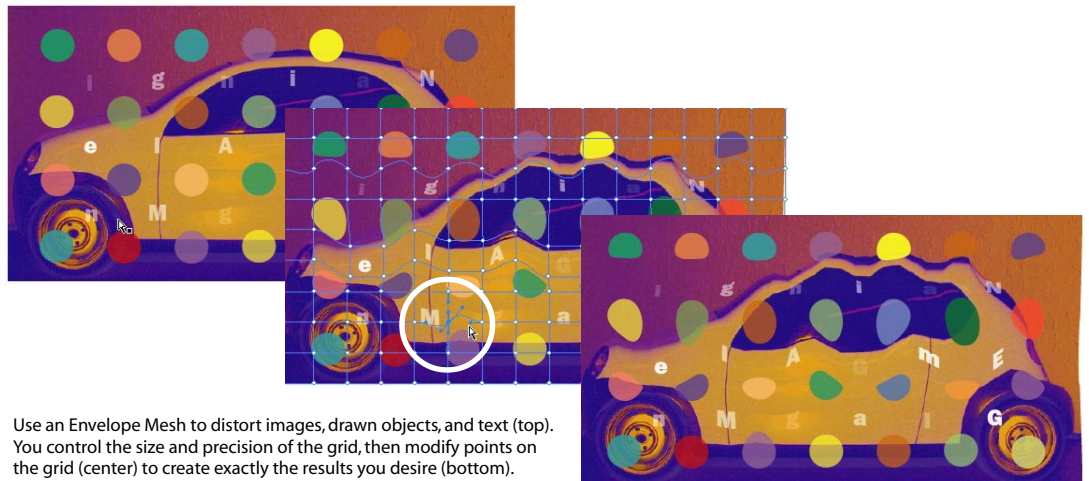 i g n i a N
e l A
n M g
i g n i a N
e l A G
n M a
i g n i a N
e l A G m E
n M g a l G
Use an Envelope Mesh to distort images, drawn objects, and text (top).
You control the size and precision of the grid, then modify points on
the grid (center) to create exactly the results you desire (bottom).